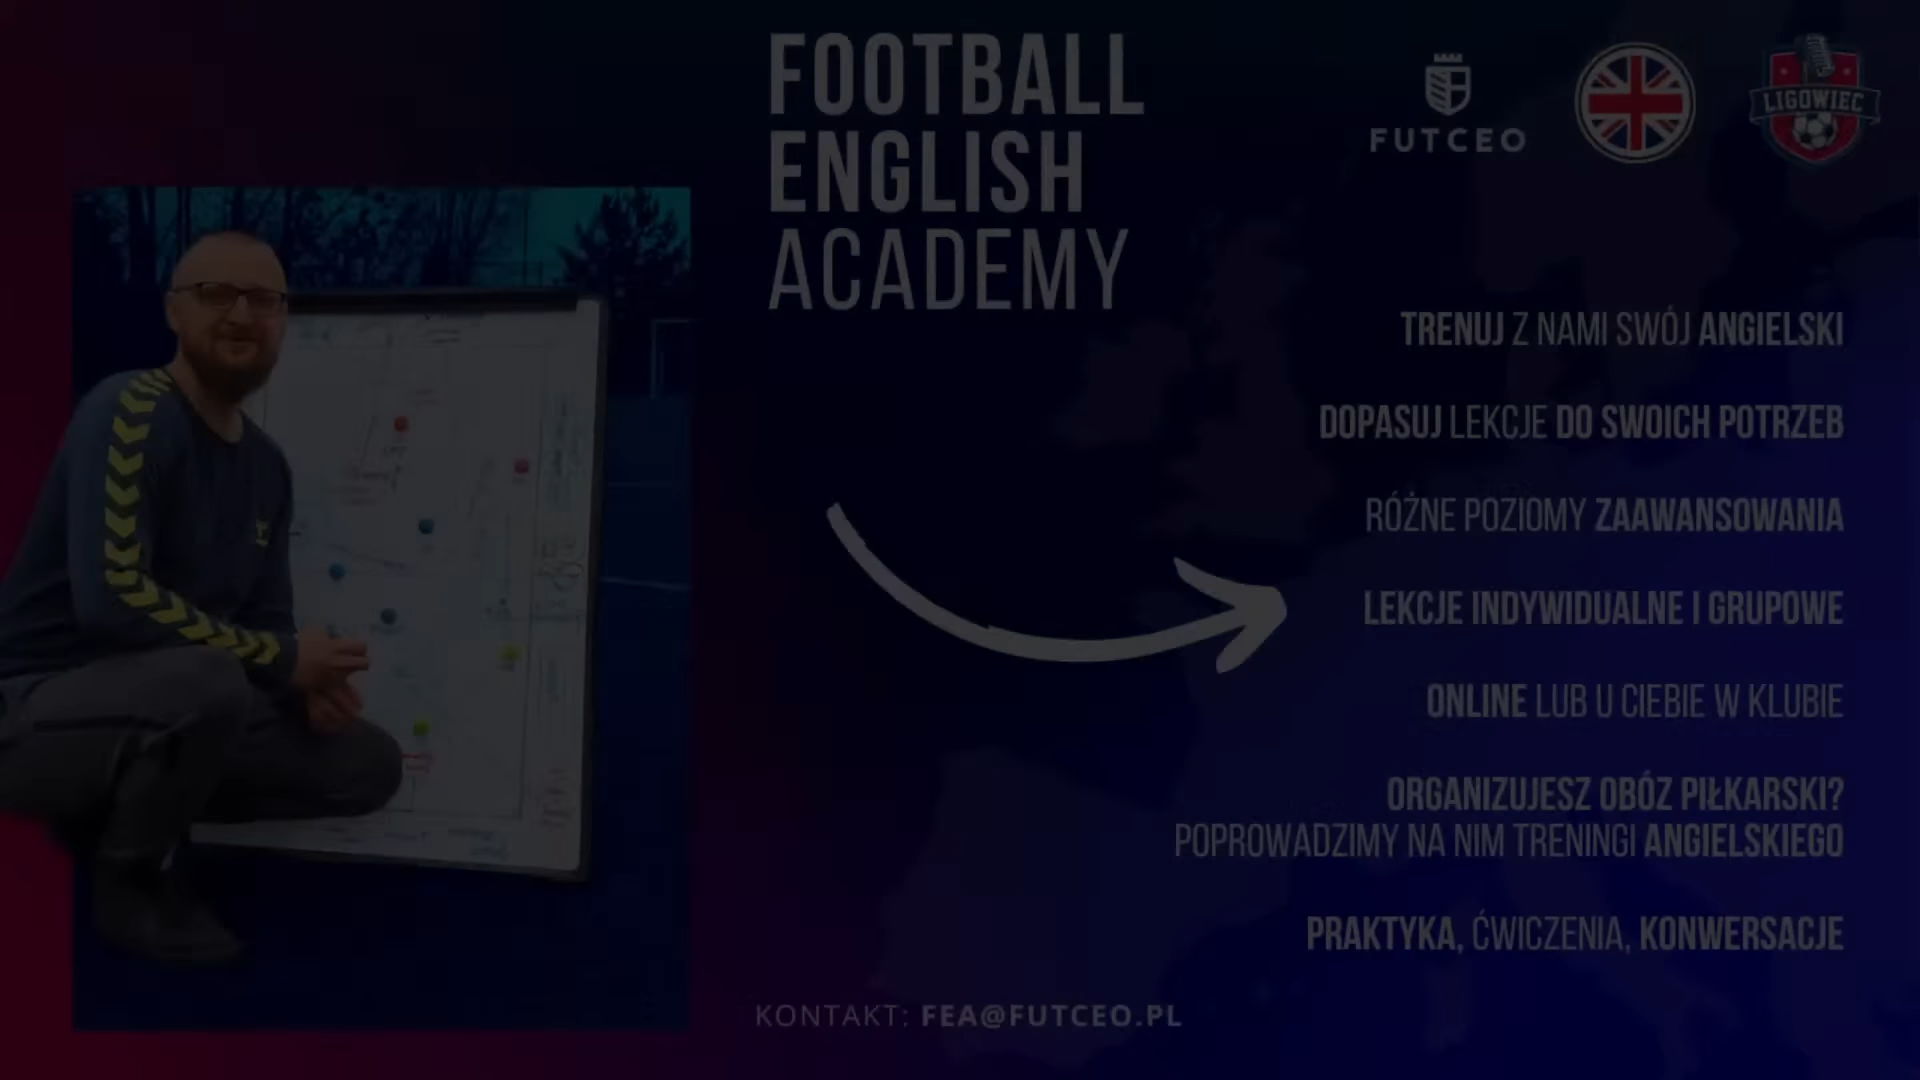 FOOTBALL
ENGLISH
ACADEMY
FUTCEO
LIGOWIEC
TRENUJ Z NAMI SWÓJ ANGIELSKI
DOPASUJ LEKCJE DO SWOICH POTRZEB
RÓŻNE POZIOMY ZAAWANSOWANIA
LEKCJE INDYWIDUALNE I GRUPOWE
ONLINE LUB U CIEBIE W KLUBIE
ORGANIZUJESZ OBÓZ PIŁKARSKI?
POPROWADZIMY NA NIM TRENINGI ANGIELSKIEGO
PRAKTYKA, ĆWICZENIA, KONWERSACJE
KONTAKT: FEA@FUTCEO.PL